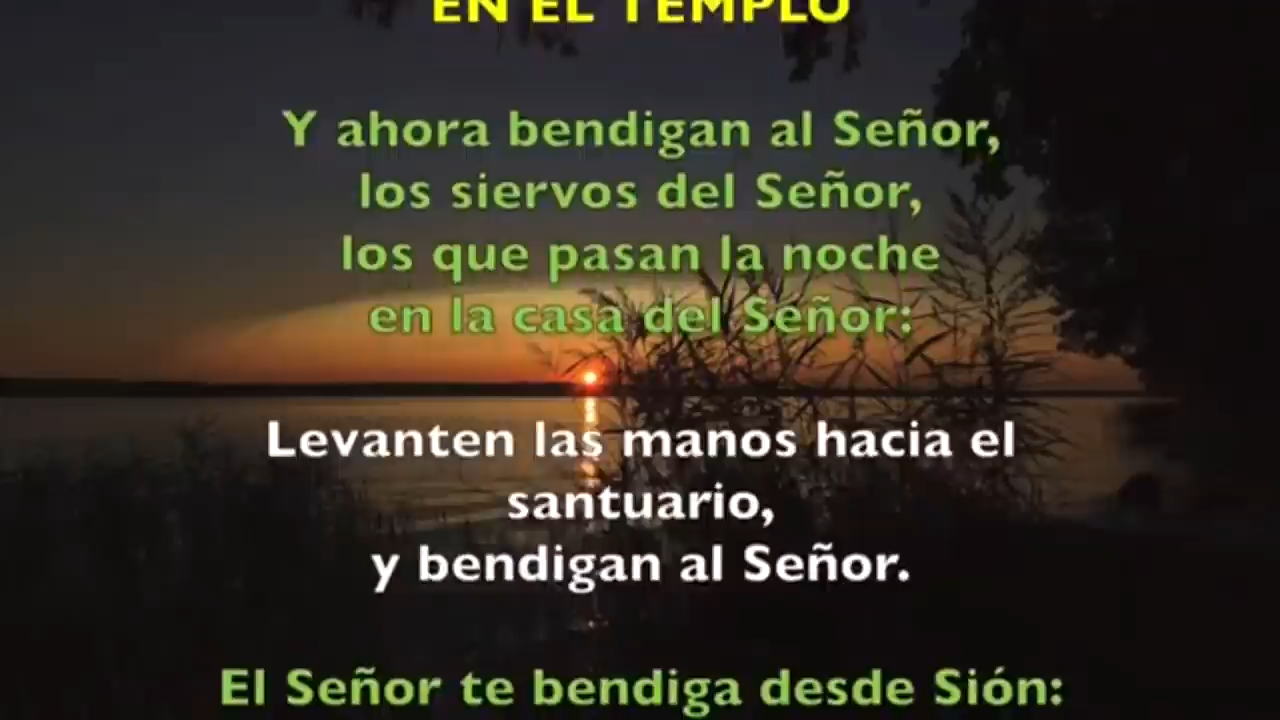 EN EL TEMPLO
Y ahora bendigan al Señor,
los siervos del Señor,
los que pasan la noche
en la casa del Señor:
Levanten las manos hacia el
santuario,
y bendigan al Señor.
El Señor te bendiga desde Sión: